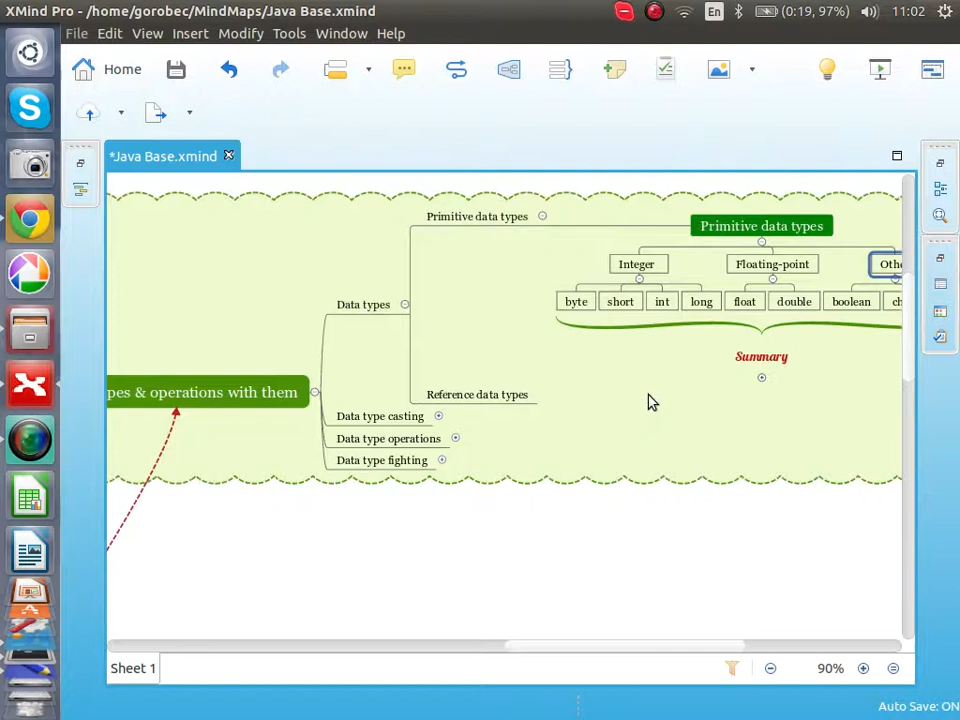 XMind Pro - /home/gorobec/MindMaps/Java Base.xmind
En
(0:19, 97%)
11:02
File Edit View Insert Modify Tools Window Help
Home
*Java Base.xmind
Primitive data types
Primitive data types
Integer
Floating-point
byte
short
int
long
float
double
boolean
Data types
Summary
& operations with them
Reference data types
Data type casting
Data type operations
Data type fighting
Sheet 1
90%
Auto Save: ON